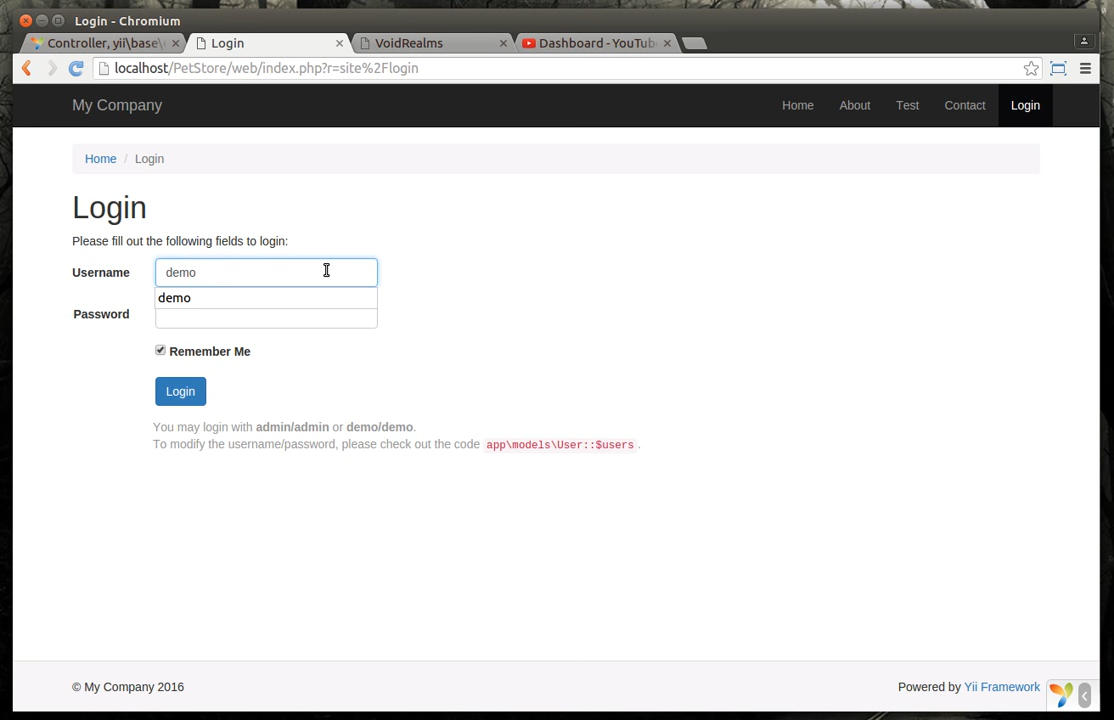 Login - Chromium
Controller, yii\base\
Login
VoidRealms
Dashboard - YouTub
localhost/PetStore/web/index.php?r=site%2Flogin
My Company
Home
About
Test
Contact
Login
Home / Login
Login
Please fill out the following fields to login:
Username
demo
demo
Password
Remember Me
Login
You may login with admin/admin or demo/demo.
To modify the username/password, please check out the code app\models\User::$users.
© My Company 2016
Powered by Yii Framework